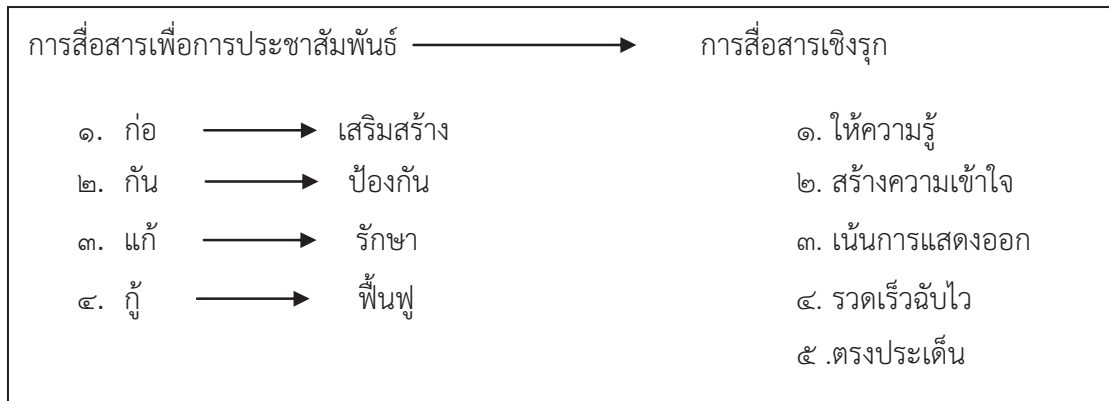 การสื่อสารเพื่อการประชาสัมพันธ์ การสื่อสารเชิงรุก
๑. ก่อ เสริมสร้าง ๑. ให้ความรู้
๒. กัน ป้องกัน ๒. สร้างความเข้าใจ
๓. แก้ รักษา ๓. เน้นการแสดงออก
๔. กู้ ฟื้นฟู ๔. รวดเร็วฉับไว
๕ .ตรงประเด็น